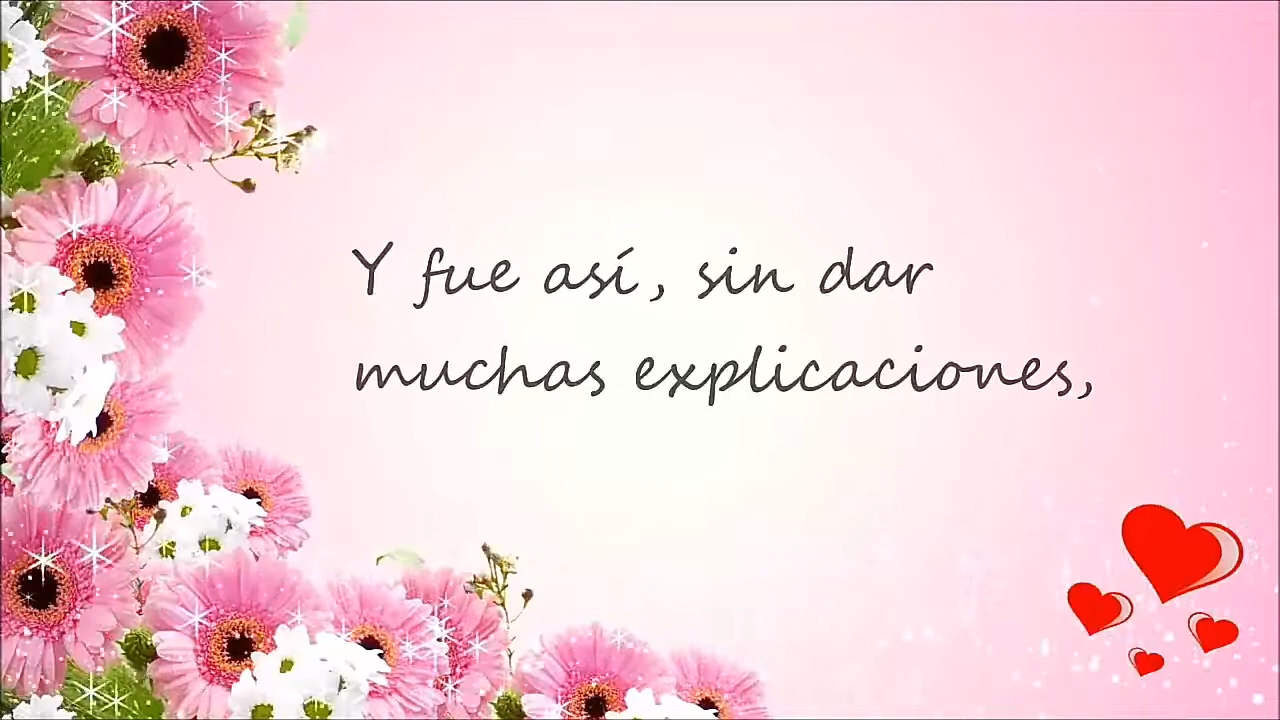 Y fue así, sin dar
muchas explicaciones,